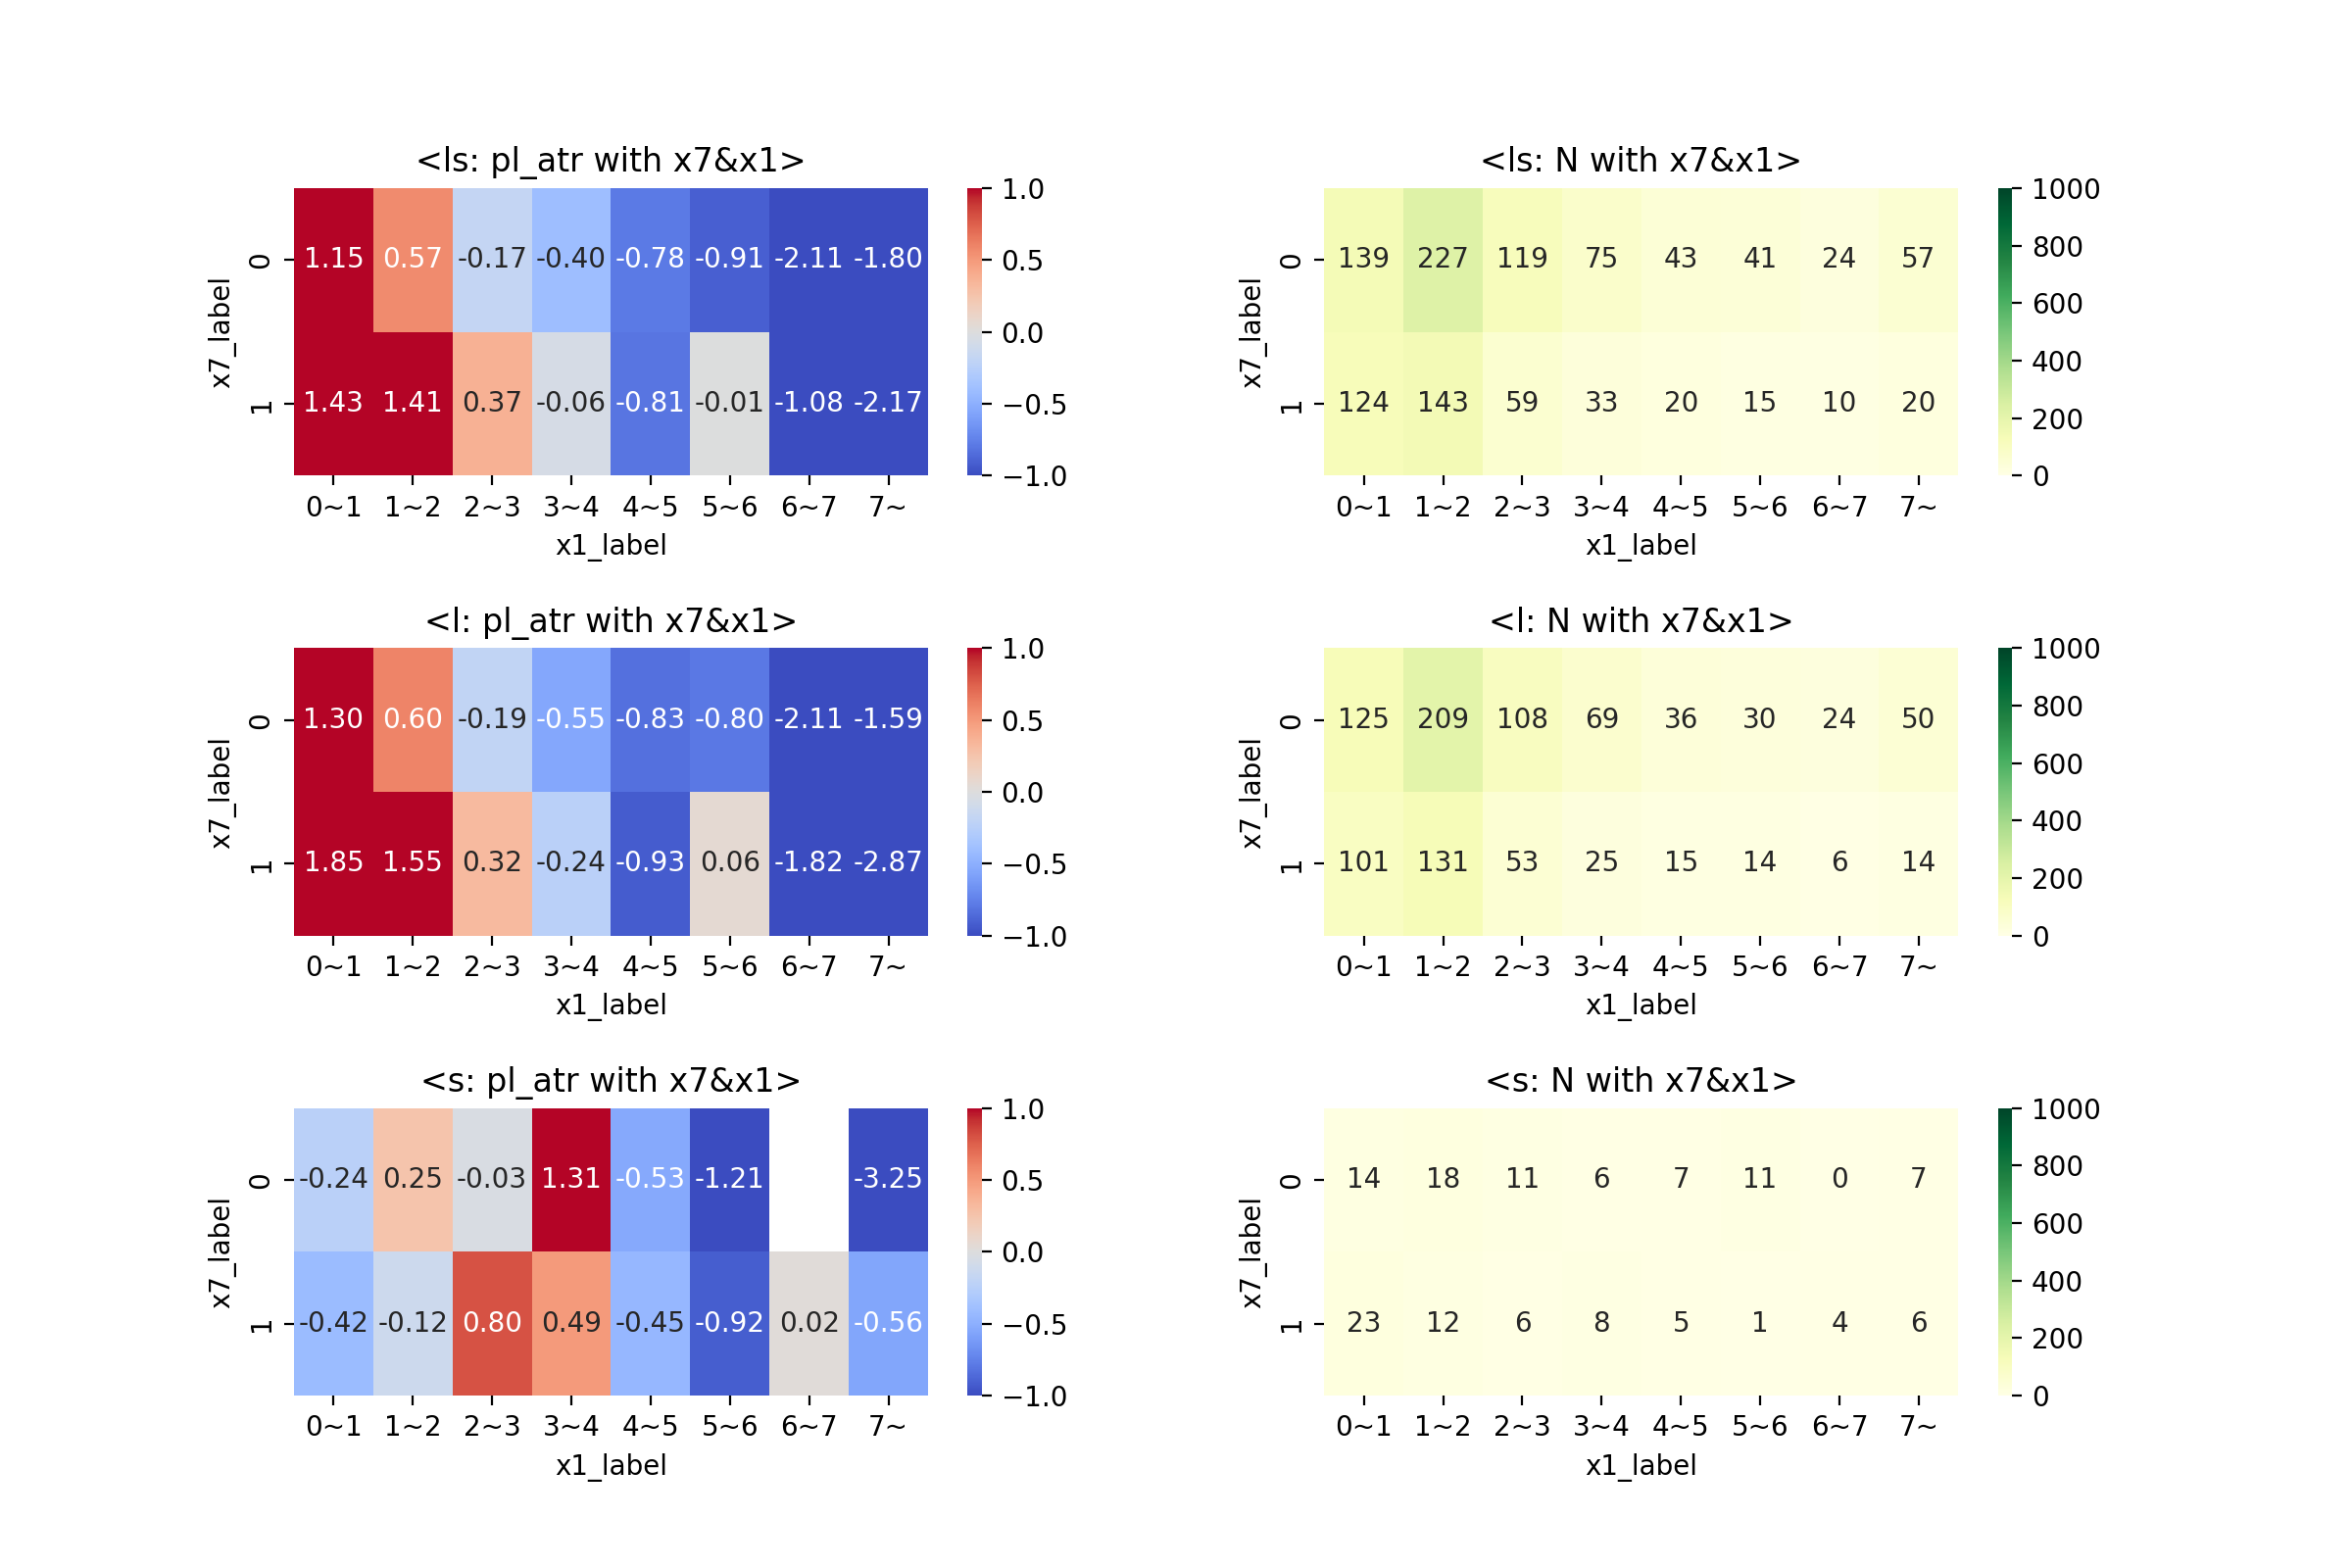 <ls: pl_atr with x7&x1>
x7_label
0 1.15 0.57 -0.17 -0.40 -0.78 -0.91 -2.11 -1.80
1 1.43 1.41 0.37 -0.06 -0.81 -0.01 -1.08 -2.17
0~1 1~2 2~3 3~4 4~5 5~6 6~7 7~
x1_label
1.0
0.5
0.0
−0.5
−1.0
<ls: N with x7&x1>
x7_label
0 139 227 119 75 43 41 24 57
1 124 143 59 33 20 15 10 20
0~1 1~2 2~3 3~4 4~5 5~6 6~7 7~
x1_label
1000
800
600
400
200
0
<l: pl_atr with x7&x1>
x7_label
0 1.30 0.60 -0.19 -0.55 -0.83 -0.80 -2.11 -1.59
1 1.85 1.55 0.32 -0.24 -0.93 0.06 -1.82 -2.87
0~1 1~2 2~3 3~4 4~5 5~6 6~7 7~
x1_label
1.0
0.5
0.0
−0.5
−1.0
<l: N with x7&x1>
x7_label
0 125 209 108 69 36 30 24 50
1 101 131 53 25 15 14 6 14
0~1 1~2 2~3 3~4 4~5 5~6 6~7 7~
x1_label
1000
800
600
400
200
0
<s: pl_atr with x7&x1>
x7_label
0 -0.24 0.25 -0.03 1.31 -0.53 -1.21 -3.25
1 -0.42 -0.12 0.80 0.49 -0.45 -0.92 0.02 -0.56
0~1 1~2 2~3 3~4 4~5 5~6 6~7 7~
x1_label
1.0
0.5
0.0
−0.5
−1.0
<s: N with x7&x1>
x7_label
0 14 18 11 6 7 11 0 7
1 23 12 6 8 5 1 4 6
0~1 1~2 2~3 3~4 4~5 5~6 6~7 7~
x1_label
1000
800
600
400
200
0